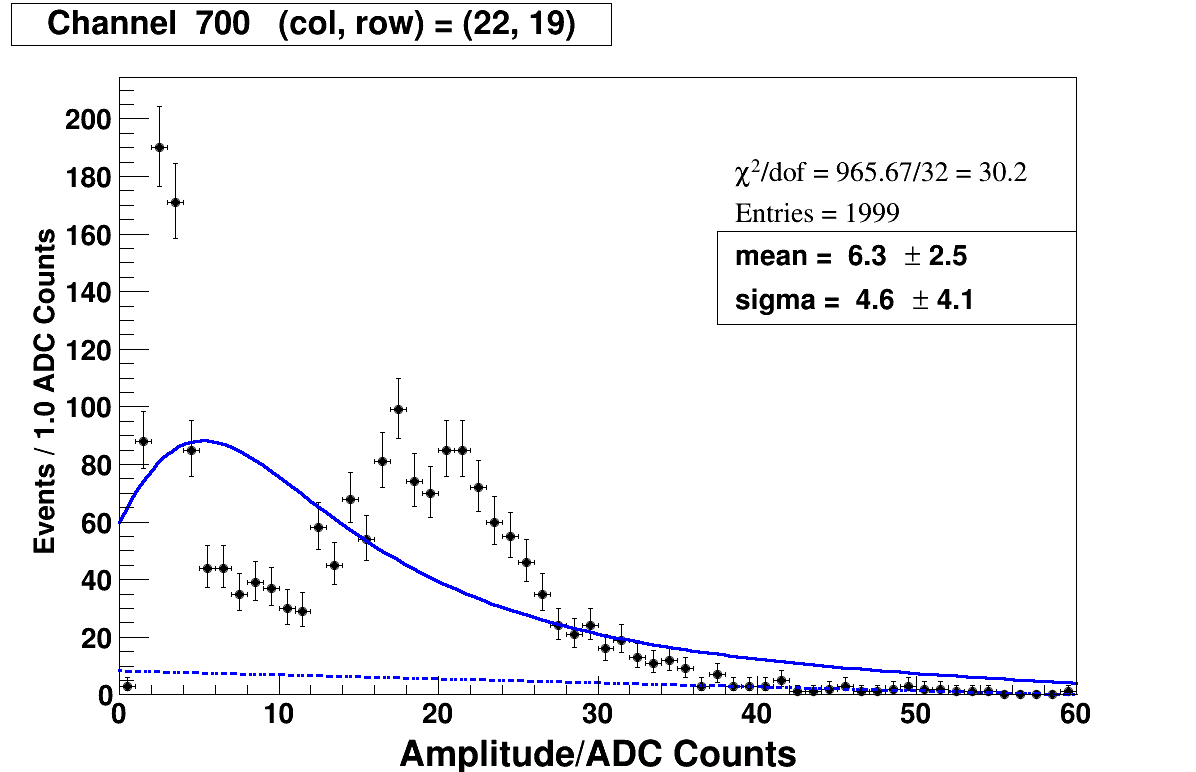 Channel 700 (col, row) = (22, 19)
200
180
160
140
120
100
80
60
40
20
0
Events / 1.0 ADC Counts
χ²/dof = 965.67/32 = 30.2
Entries = 1999
mean = 6.3 ± 2.5
sigma = 4.6 ± 4.1
0 10 20 30 40 50 60
Amplitude/ADC Counts